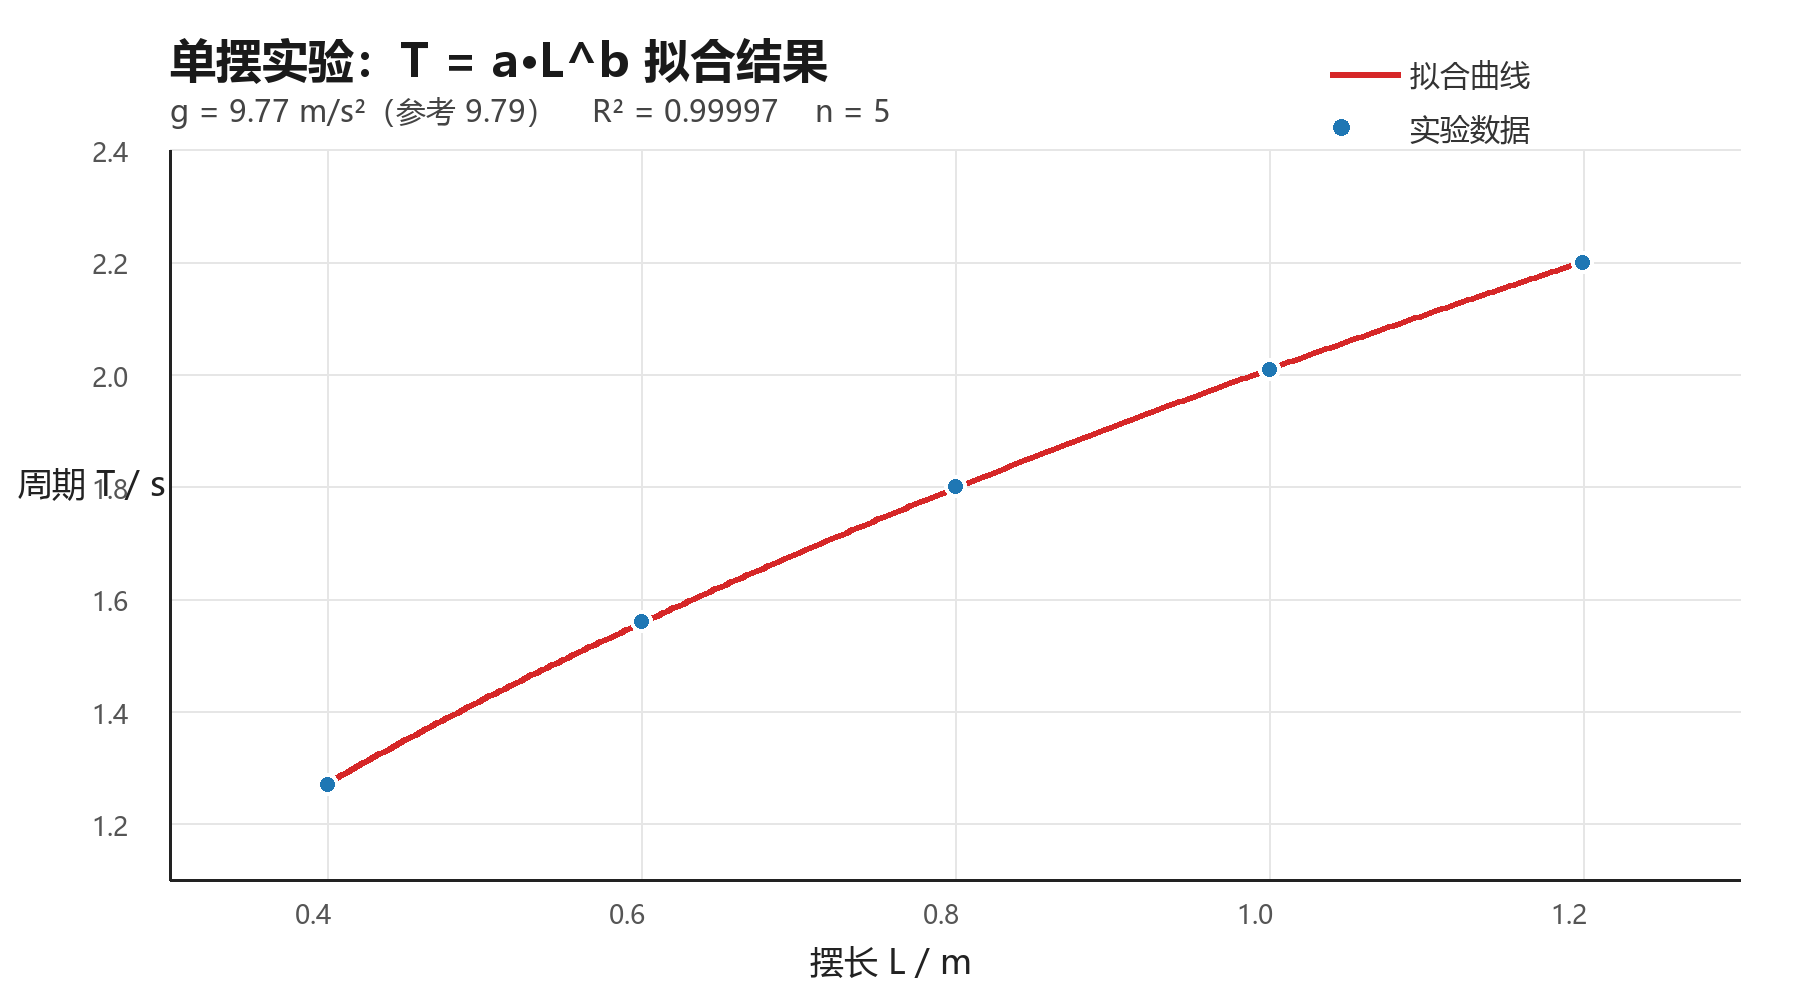 单摆实验：T = a•L^b 拟合结果
g = 9.77 m/s²（参考 9.79） R² = 0.99997 n = 5
拟合曲线
实验数据
2.4
2.2
2.0
周期 T / s
1.8
1.6
1.4
1.2
0.4 0.6 0.8 1.0 1.2
摆长 L / m